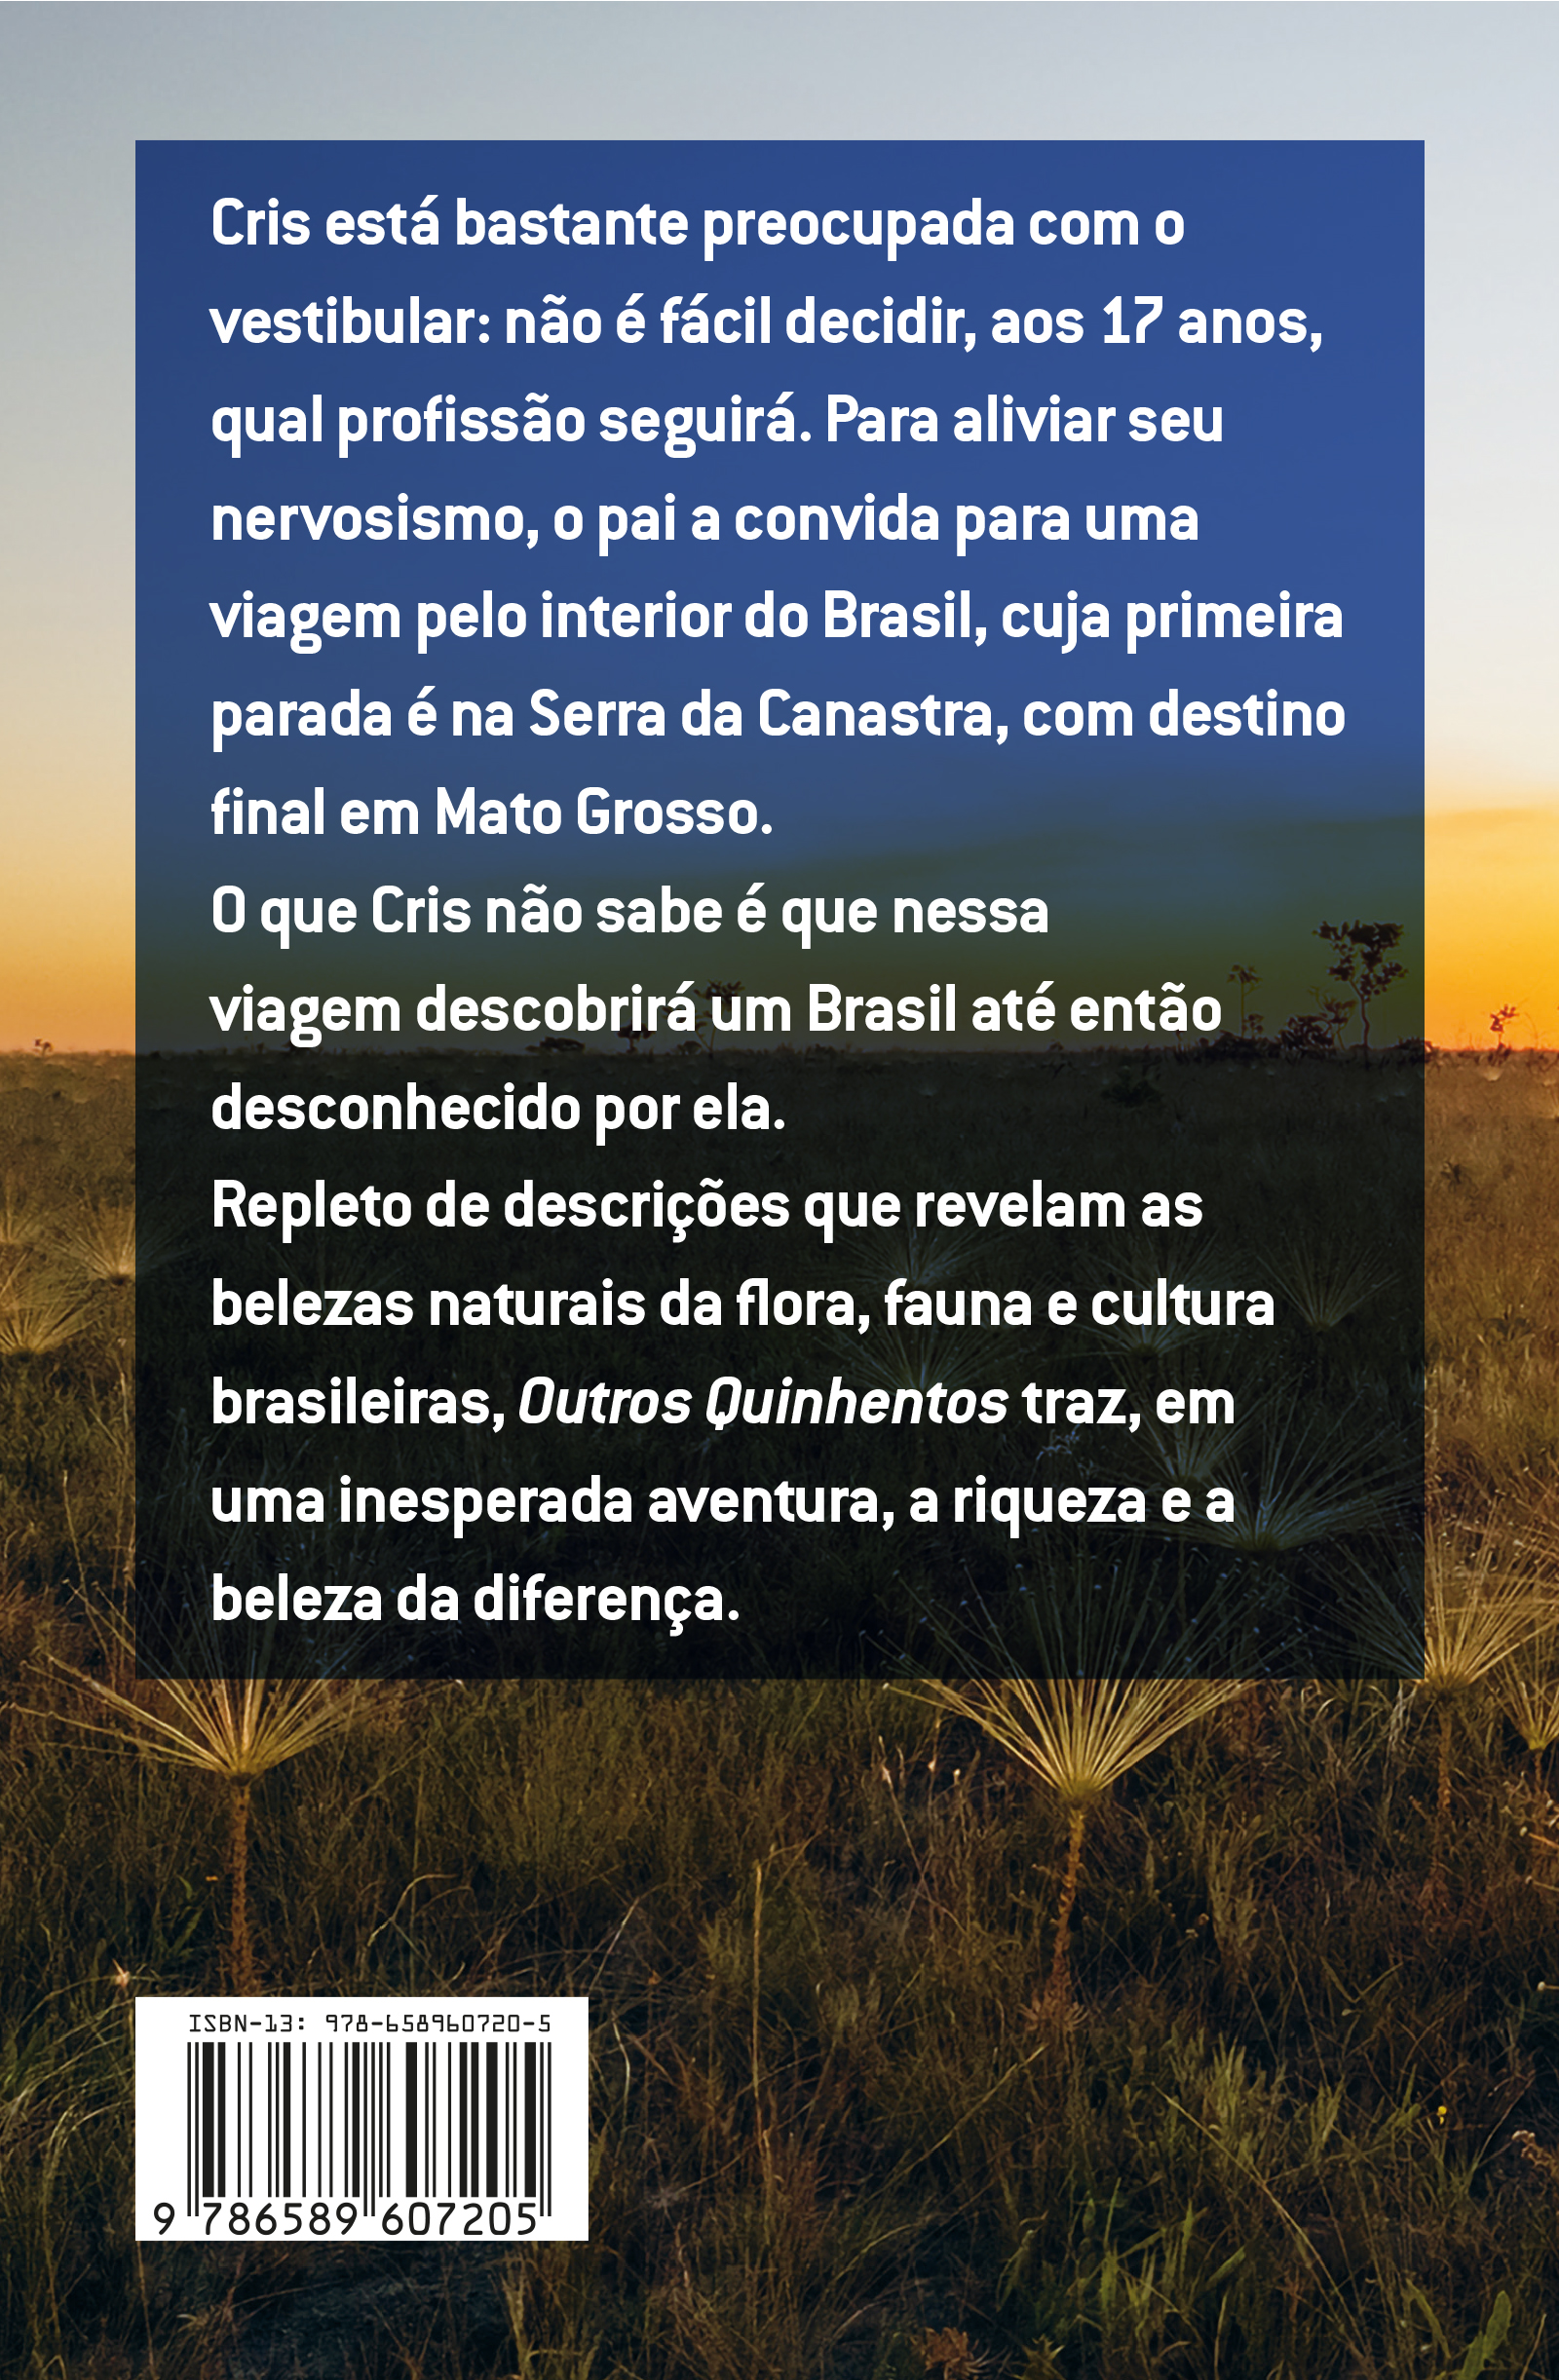 Cris está bastante preocupada com o
vestibular: não é fácil decidir, aos 17 anos,
qual profissão seguirá. Para aliviar seu
nervosismo, o pai a convida para uma
viagem pelo interior do Brasil, cuja primeira
parada é na Serra da Canastra, com destino
final em Mato Grosso.
O que Cris não sabe é que nessa
viagem descobrirá um Brasil até então
desconhecido por ela.
Repleto de descrições que revelam as
belezas naturais da flora, fauna e cultura
brasileiras, Outros Quinhentos traz, em
uma inesperada aventura, a riqueza e a
beleza da diferença.
ISBN-13: 978-658960720-5
9 786589 607205